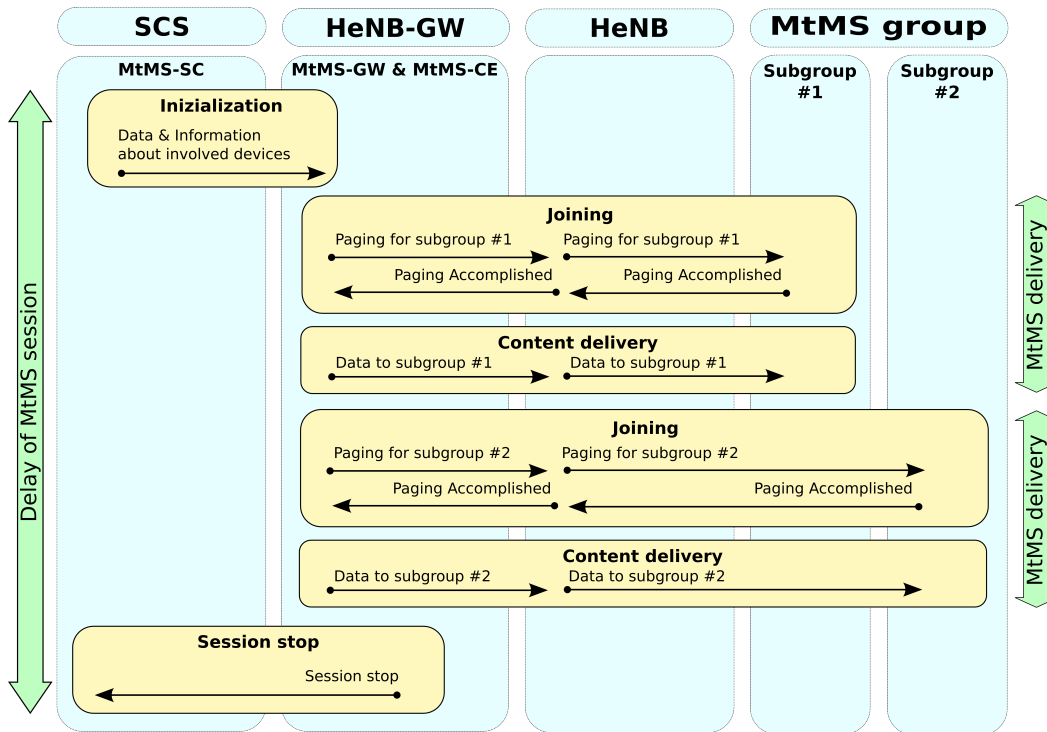 SCS
HeNB-GW
HeNB
MtMS group
MtMS-SC
MtMS-GW & MtMS-CE
Subgroup
#1
Subgroup
#2
Inizialization
Data & Information
about involved devices
Joining
Paging for subgroup #1
Paging for subgroup #1
Paging Accomplished
Paging Accomplished
Content delivery
Data to subgroup #1
Data to subgroup #1
Joining
Paging for subgroup #2
Paging for subgroup #2
Paging Accomplished
Paging Accomplished
Content delivery
Data to subgroup #2
Data to subgroup #2
Session stop
Session stop
Delay of MtMS session
MtMS delivery
MtMS delivery